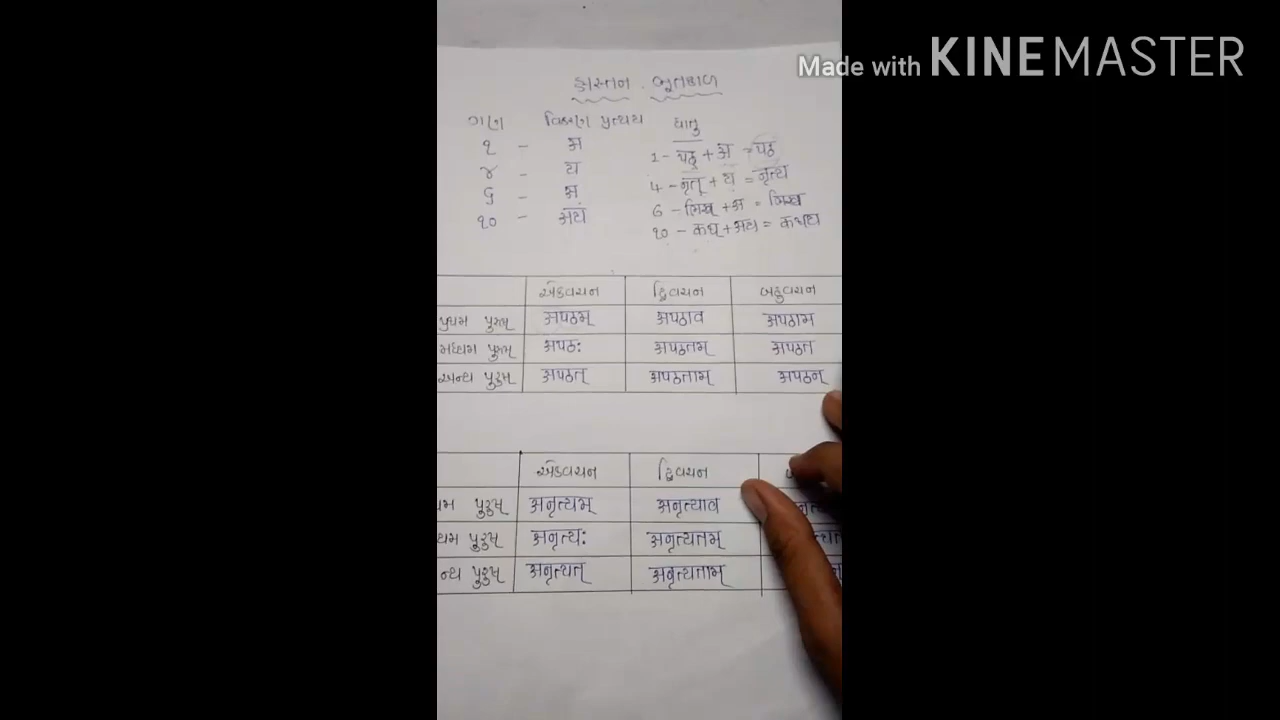 Made with KINEMASTER
હ્યસ્તન ભૂતકાળ
ગણ વિકરણ પ્રત્યય ધાતુ
૧ - अ 1 - पठ् + अ = पठ
૪ - य 4 - नृत् + य = नृत्य
૬ - अ 6 - लिख् + अ = लिख
૧૦ - अय ૧૦ - कथ् + अय = कथय
એકવચન દ્વિવચન બહુવચન
પ્રથમ પુરુષ अपठम् अपठाव अपठाम
મધ્યમ પુરુષ अपठः अपठतम् अपठत
અન્ય પુરુષ अपठत् अपठताम् अपठन्
એકવચન દ્વિવચન
પુરુષ अनृत्यम् अनृत्याव
પુરુષ अनृत्यः अनृत्यतम्
પુરુષ अनृत्यत् अनृत्यताम्